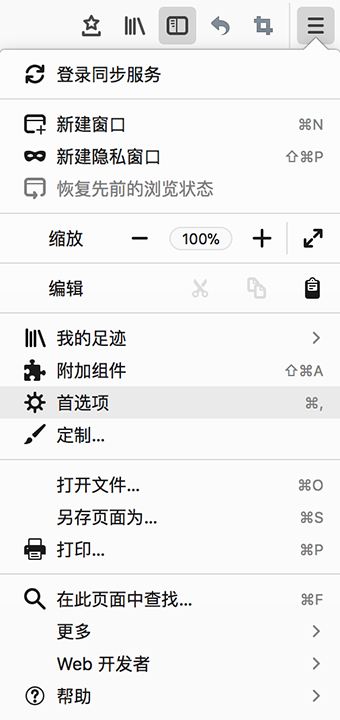 登录同步服务
新建窗口 ⌘N
新建隐私窗口 ⇧⌘P
恢复先前的浏览状态
缩放 100%
编辑
我的足迹
附加组件 ⇧⌘A
首选项 ⌘,
定制...
打开文件... ⌘O
另存页面为... ⌘S
打印... ⌘P
在此页面中查找... ⌘F
更多
Web 开发者
帮助